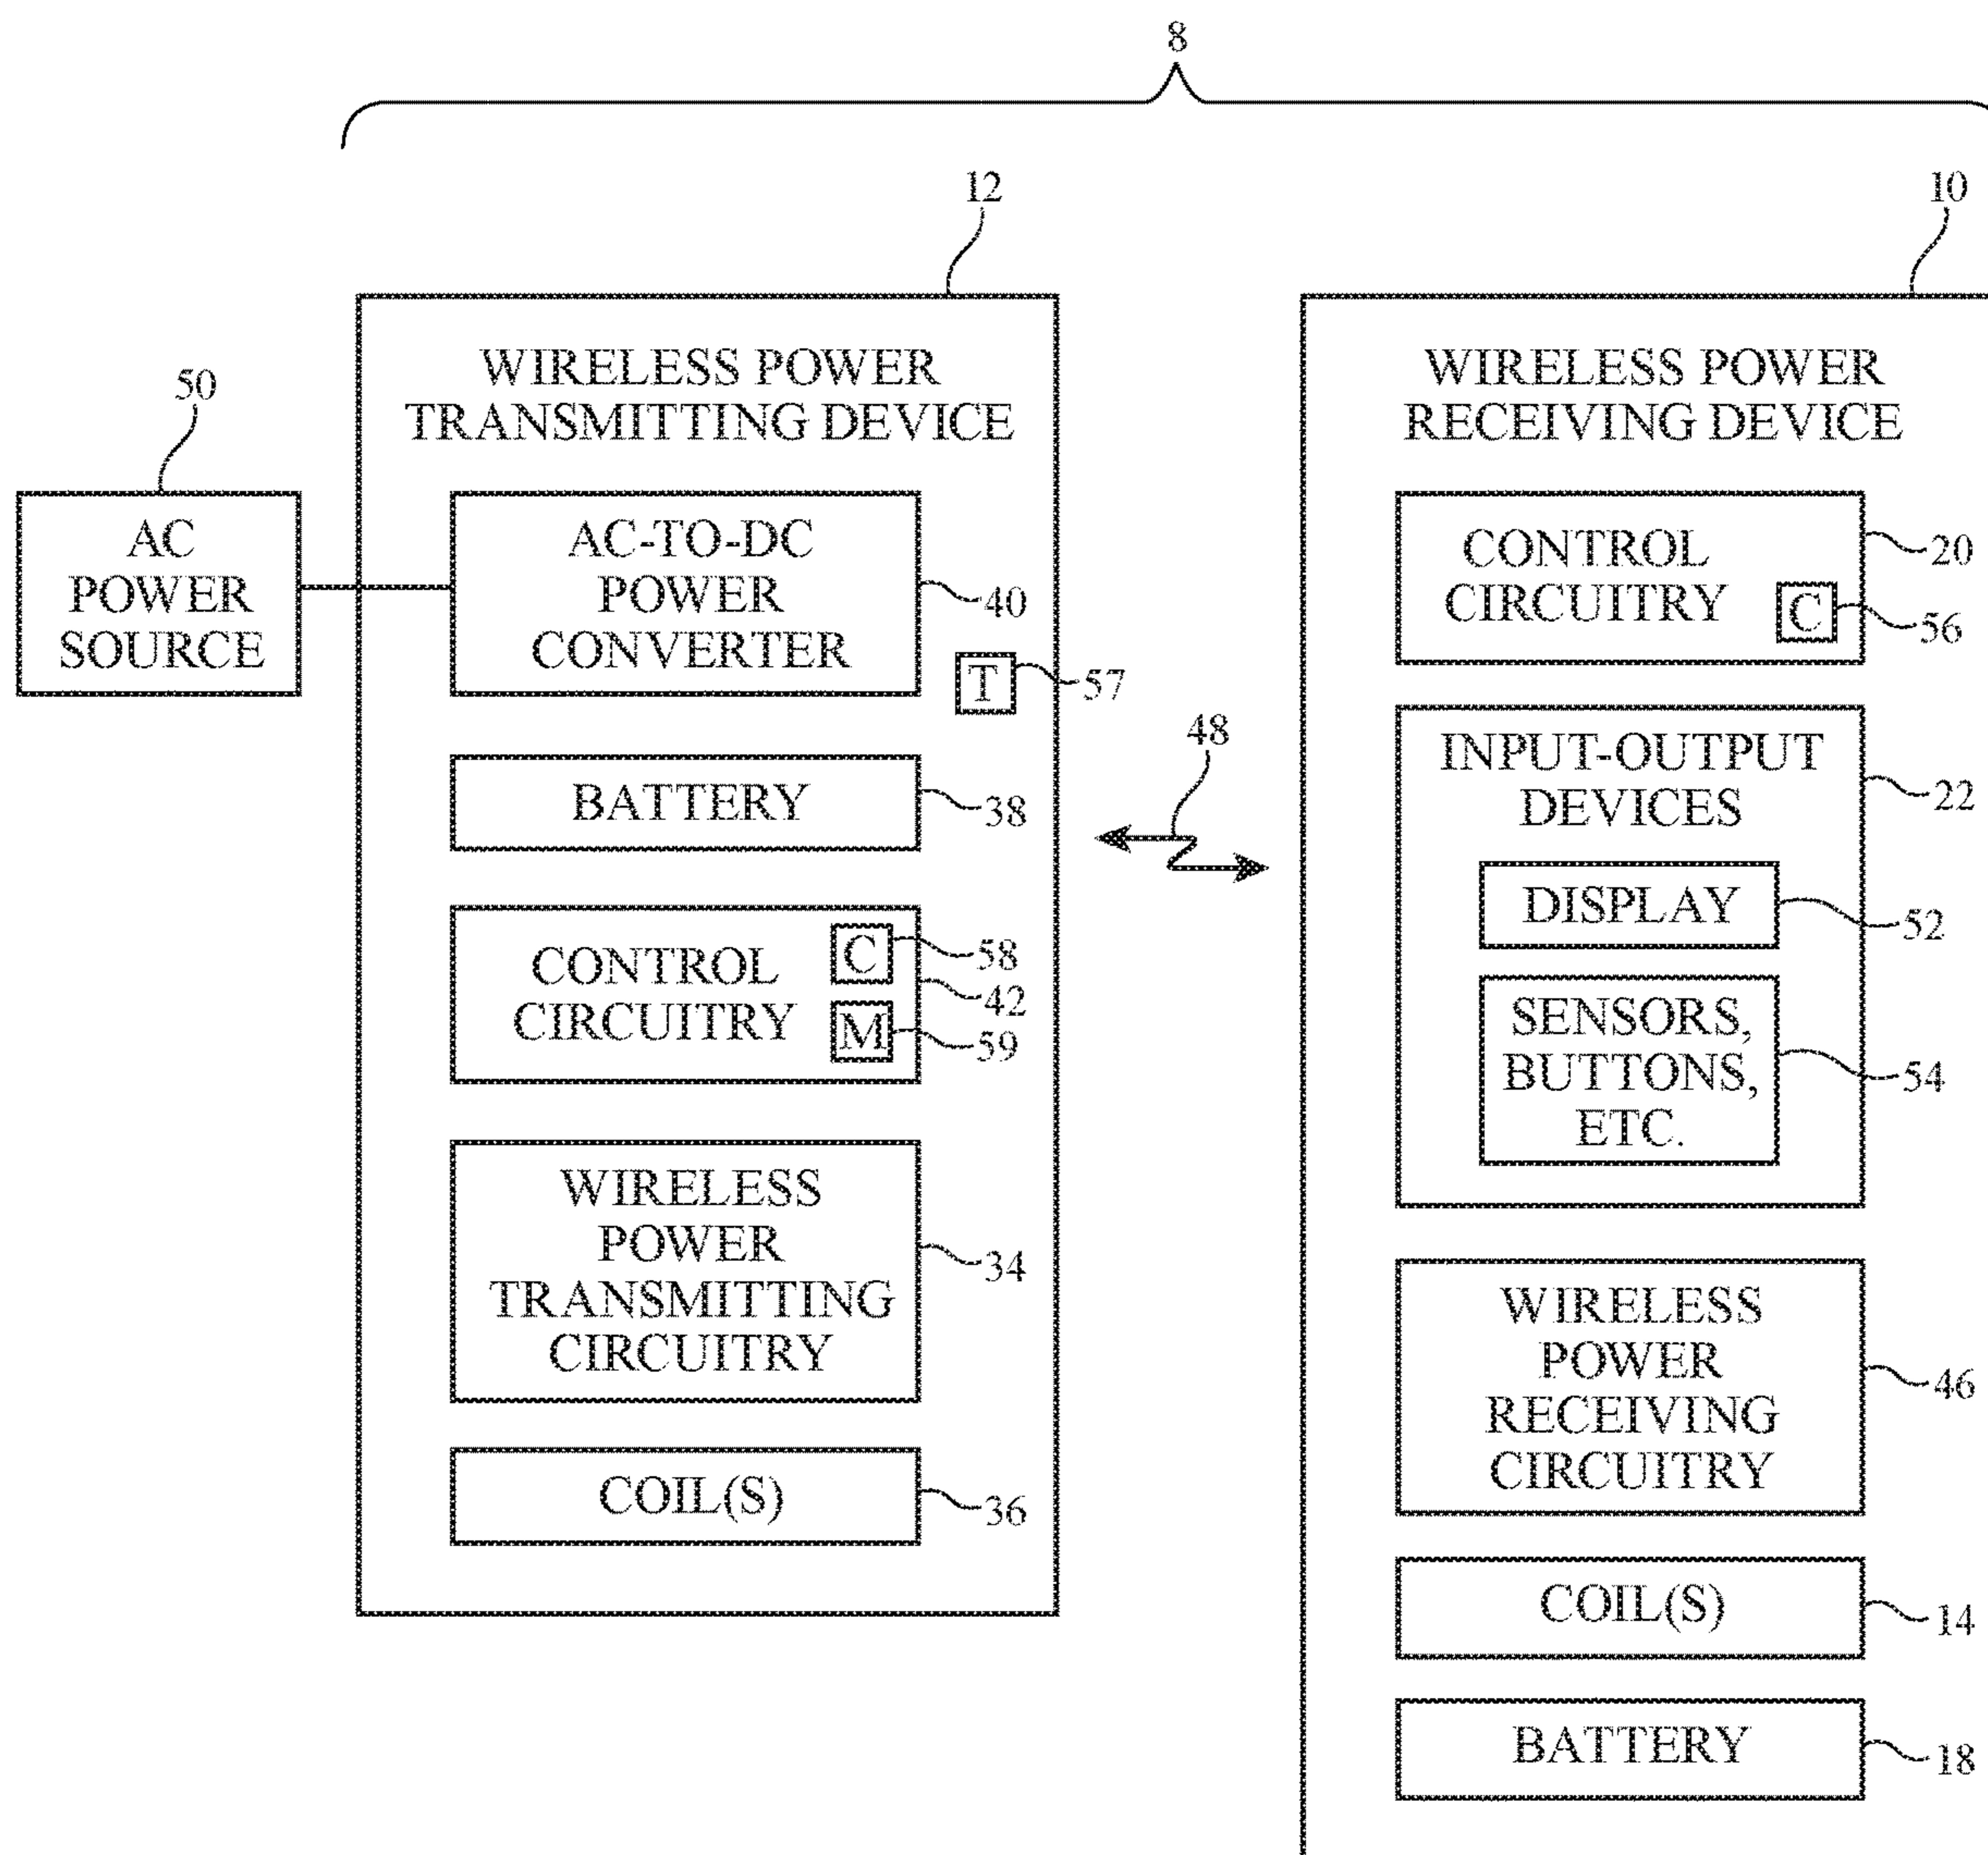 8
12
10
WIRELESS POWER
TRANSMITTING DEVICE
50
AC
POWER
SOURCE
AC-TO-DC
POWER
CONVERTER
40
T
57
BATTERY
38
CONTROL
CIRCUITRY
C
58
42
M
59
WIRELESS
POWER
TRANSMITTING
CIRCUITRY
34
COIL(S)
36
48
WIRELESS POWER
RECEIVING DEVICE
CONTROL
CIRCUITRY
C
20
56
INPUT-OUTPUT
DEVICES
22
DISPLAY
52
SENSORS,
BUTTONS,
ETC.
54
WIRELESS
POWER
RECEIVING
CIRCUITRY
46
COIL(S)
14
BATTERY
18